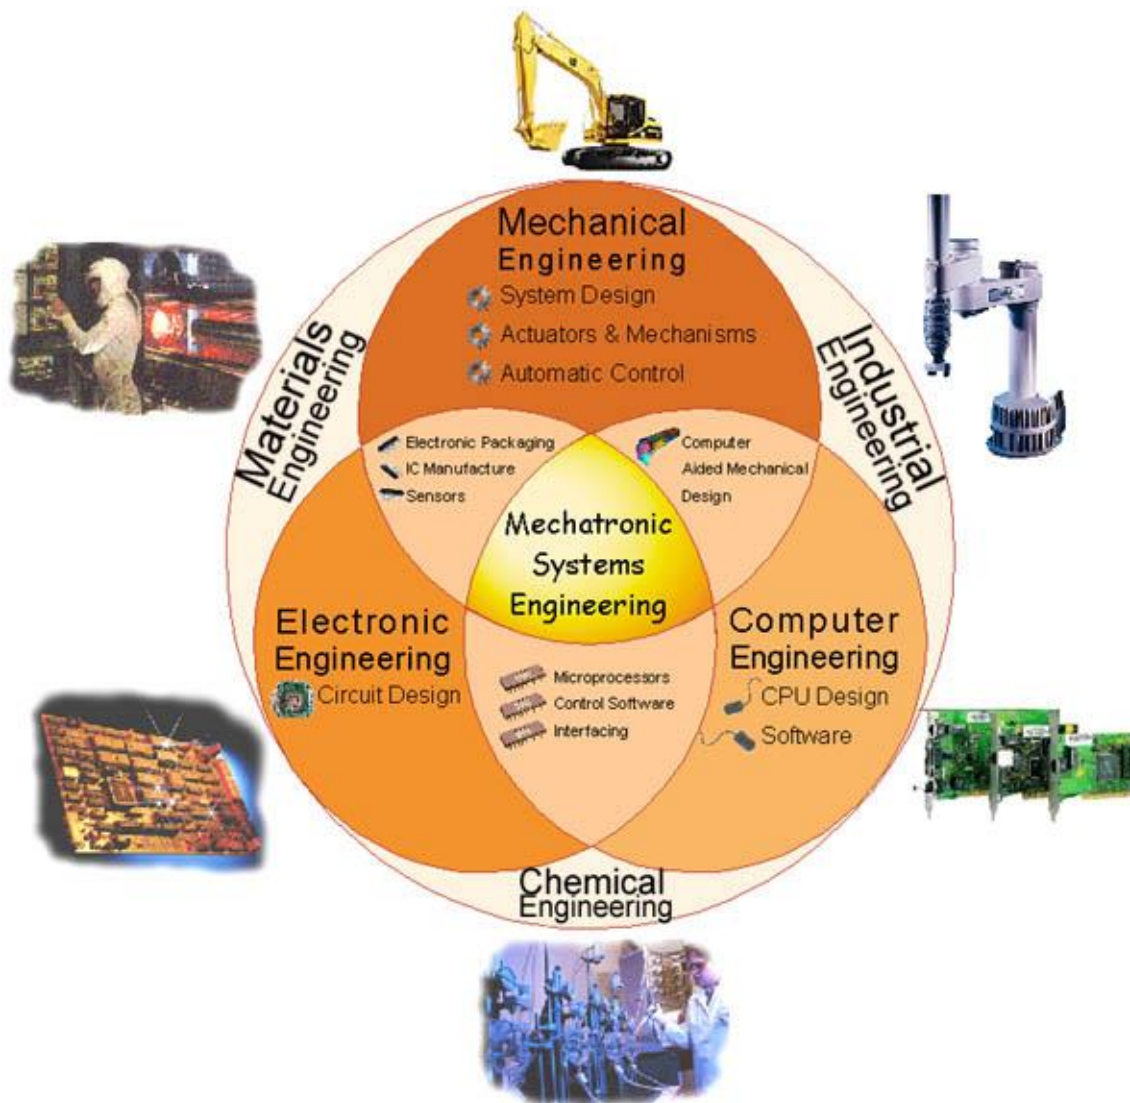 Mechanical
Engineering
System Design
Actuators & Mechanisms
Automatic Control
Materials
Engineering
Industrial
Engineering
Electronic Packaging
IC Manufacture
Sensors
Computer
Aided Mechanical
Design
Mechatronic
Systems
Engineering
Electronic
Engineering
Circuit Design
Microprocessors
Control Software
Interfacing
Computer
Engineering
CPU Design
Software
Chemical
Engineering